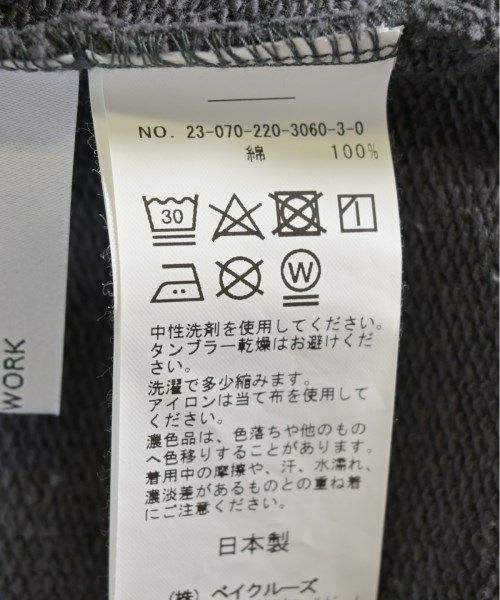 NO. 23-070-220-3060-3-0
綿 100%
30
W
中性洗剤を使用してください。
タンブラー乾燥はお避けくだ
さい。
洗濯で多少縮みます。
アイロンは当て布を使用して
ください。
濃色品は、色落ちや他のもの
へ色移りすることがあります。
着用中の摩擦や、汗、水濡れ、
濃淡差があるものとの重ね着
にご注意ください。
日本製
(株) ベイクルーズ
WORK